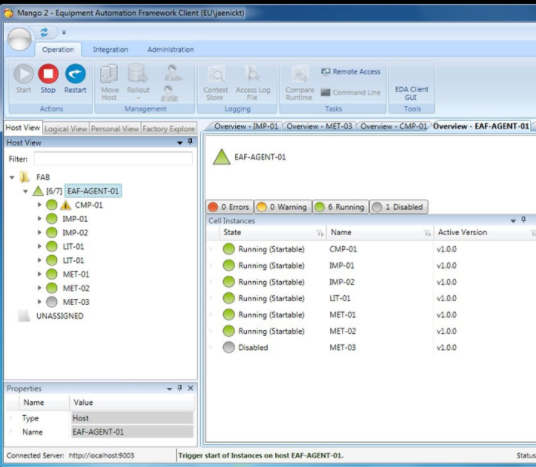 Mango 2 - Equipment Automation Framework Client (EU\jaenickt)
Operation Integration Administration
Start Stop Restart Move Host Rollout Context Store Access Log File Compare Runtime Remote Access Command Line EDA Client GUI
Actions Management Logging Tasks Tools
Host View Logical View Personal View Factory Explore
Overview - IMP-01 Overview - MET-03 Overview - CMP-01 Overview - EAF-AGENT-01
Host View
Filter:
FAB
[6/7] EAF-AGENT-01
CMP-01
IMP-01
IMP-02
LIT-01
LIT-01
MET-01
MET-02
MET-03
UNASSIGNED
EAF-AGENT-01
0 Errors 0 Warning 6 Running 1 Disabled
Cell Instances
State Name Active Version
Running (Startable) CMP-01 v1.0.0
Running (Startable) IMP-01 v1.0.0
Running (Startable) IMP-02 v1.0.0
Running (Startable) LIT-01 v1.0.0
Running (Startable) MET-01 v1.0.0
Running (Startable) MET-02 v1.0.0
Disabled MET-03 v1.0.0
Properties
Name Value
Type Host
Name EAF-AGENT-01
Connected Server: http://localhost:9003 Trigger start of Instances on host EAF-AGENT-01. Status